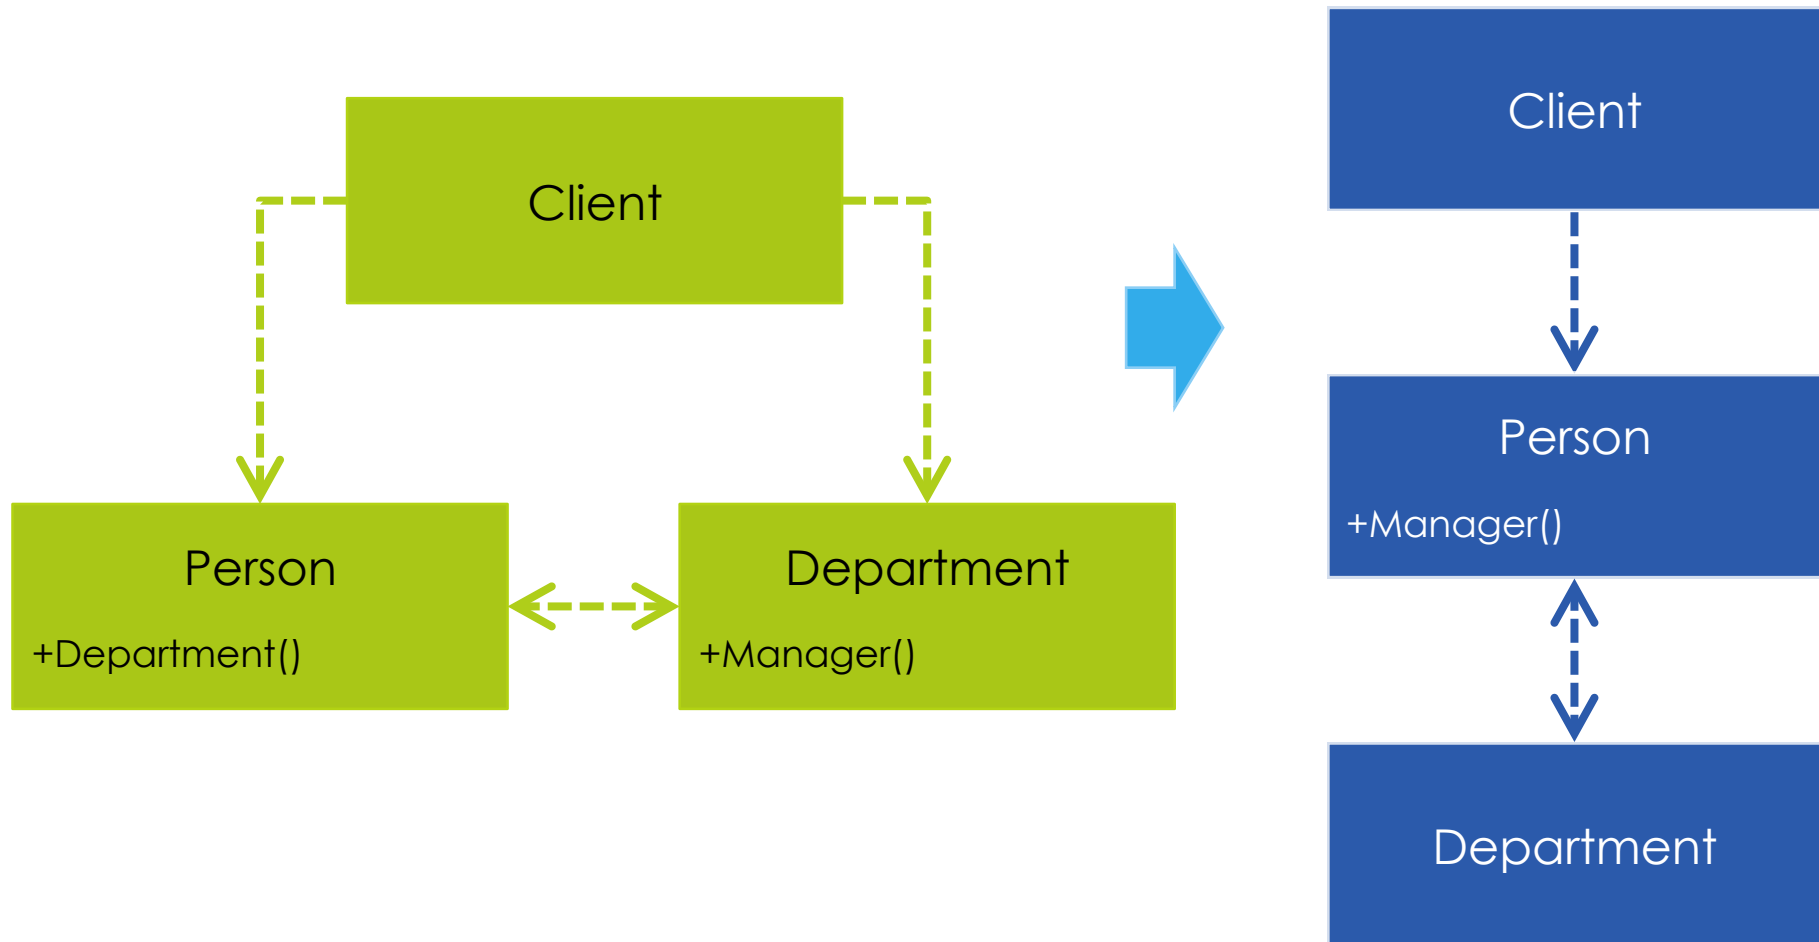 Client
Person
+Department()
Department
+Manager()
Client
Person
+Manager()
Department